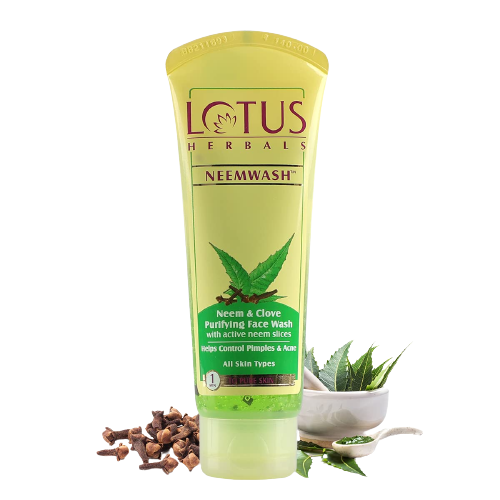 LOTUS
HERBALS
NEEMWASH™
Neem & Clove
Purifying Face Wash
with active neem slices
Helps Control Pimples & Acne
All Skin Types
1